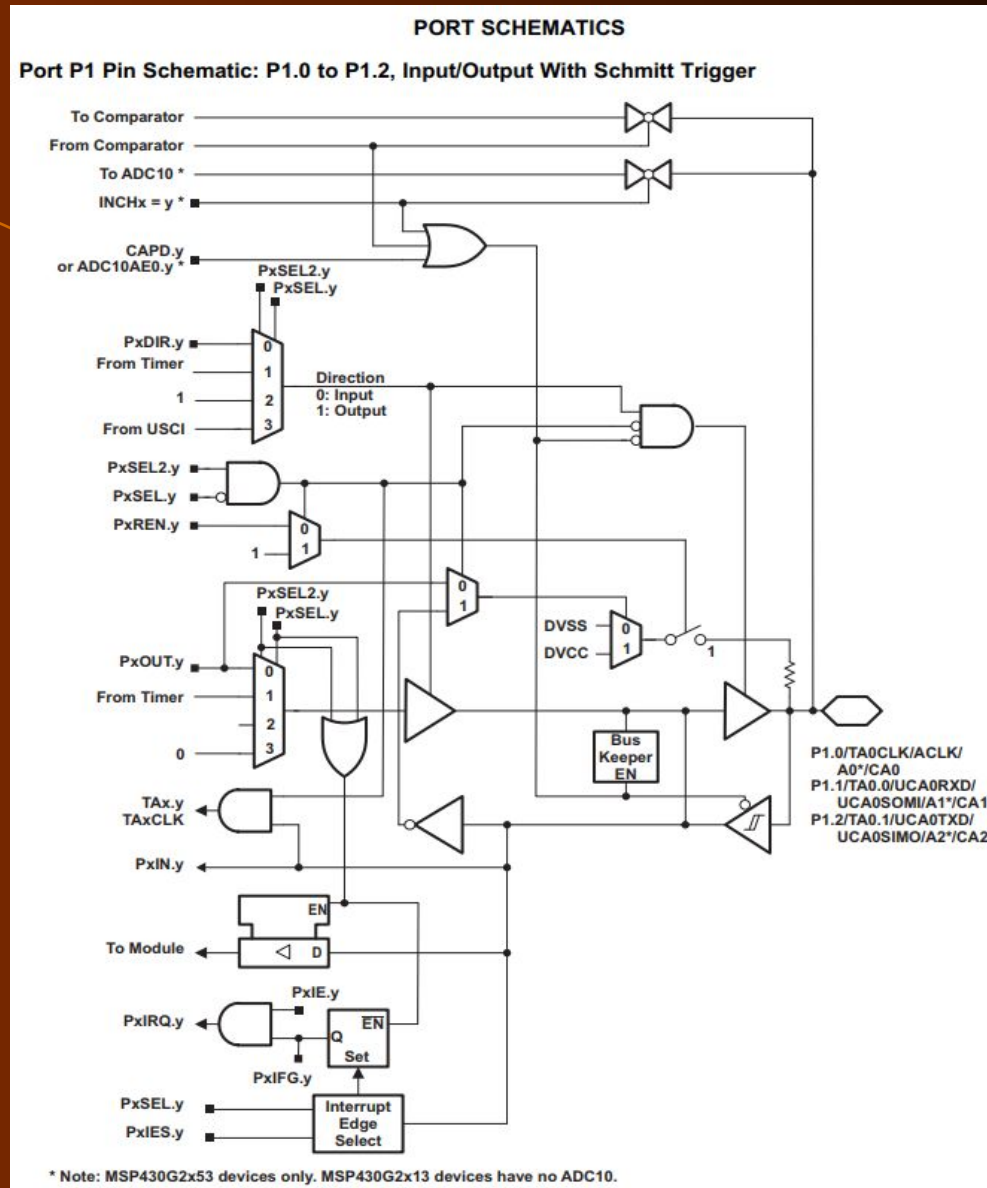 PORT SCHEMATICS
Port P1 Pin Schematic: P1.0 to P1.2, Input/Output With Schmitt Trigger
To Comparator
From Comparator
To ADC10 *
INCHx = y *
CAPD.y
or ADC10AE0.y *
PxSEL2.y
PxSEL.y
PxDIR.y
0
From Timer
1
1
2
From USCI
3
Direction
0: Input
1: Output
PxSEL2.y
PxSEL.y
PxREN.y
0
1
1
0
1
PxSEL2.y
PxSEL.y
DVSS
0
DVCC
1
1
PxOUT.y
0
From Timer
1
2
0
3
Bus
Keeper
EN
P1.0/TA0CLK/ACLK/
A0*/CA0
P1.1/TA0.0/UCA0RXD/
UCA0SOMI/A1*/CA1
P1.2/TA0.1/UCA0TXD/
UCA0SIMO/A2*/CA2
TAx.y
TAxCLK
PxIN.y
EN
To Module
D
PxIE.y
PxIRQ.y
EN
Q
Set
PxIFG.y
PxSEL.y
PxIES.y
Interrupt
Edge
Select
* Note: MSP430G2x53 devices only. MSP430G2x13 devices have no ADC10.